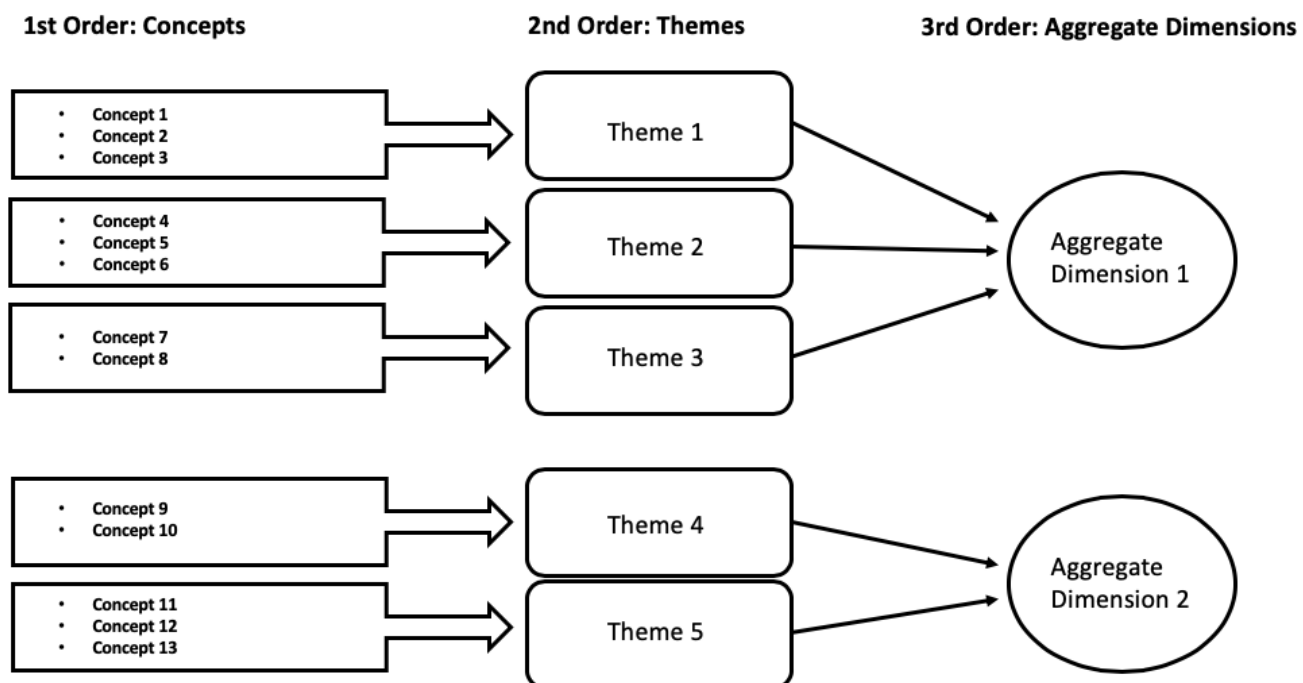 1st Order: Concepts
2nd Order: Themes
3rd Order: Aggregate Dimensions
• Concept 1
• Concept 2
• Concept 3
Theme 1
• Concept 4
• Concept 5
• Concept 6
Theme 2
• Concept 7
• Concept 8
Theme 3
Aggregate
Dimension 1
• Concept 9
• Concept 10
Theme 4
• Concept 11
• Concept 12
• Concept 13
Theme 5
Aggregate
Dimension 2